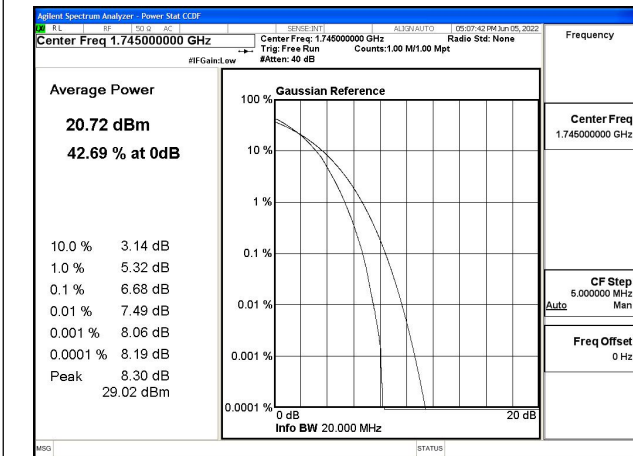 Agilent Spectrum Analyzer - Power Stat CCDF
RL RF 50 Ω AC SENSE:INT ALIGNAUTO 05:07:42 PM Jun 05, 2022
Center Freq 1.745000000 GHz
Center Freq: 1.745000000 GHz Radio Std: None
Trig: Free Run Counts:1.00 M/1.00 Mpt
#IFGain:Low #Atten: 40 dB
Frequency
Average Power
20.72 dBm
42.69 % at 0dB
10.0 % 3.14 dB
1.0 % 5.32 dB
0.1 % 6.68 dB
0.01 % 7.49 dB
0.001 % 8.06 dB
0.0001 % 8.19 dB
Peak 8.30 dB
29.02 dBm
Gaussian Reference
100 %
10 %
1 %
0.1 %
0.01 %
0.001 %
0.0001 %
0 dB 20 dB
Info BW 20.000 MHz
Center Freq
1.745000000 GHz
CF Step
5.000000 MHz
Auto Man
Freq Offset
0 Hz
MSG STATUS